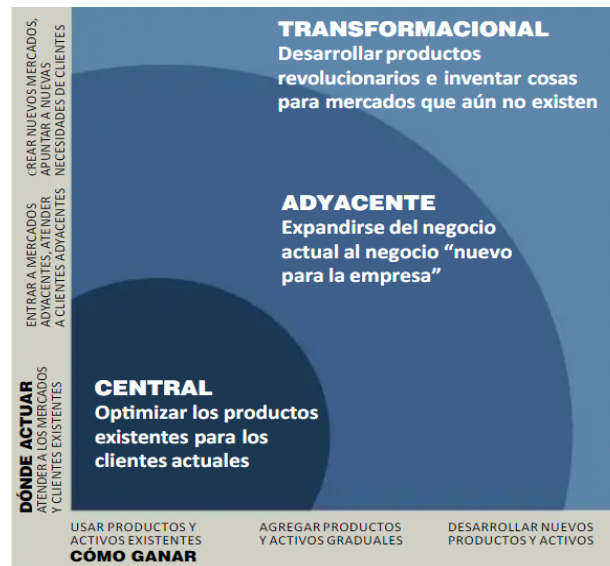 TRANSFORMACIONAL
Desarrollar productos
revolucionarios e inventar cosas
para mercados que aún no existen
ADYACENTE
Expandirse del negocio
actual al negocio “nuevo
para la empresa”
CENTRAL
Optimizar los productos
existentes para los
clientes actuales
CREAR NUEVOS MERCADOS,
APUNTAR A NUEVAS
NECESIDADES DE CLIENTES
ENTRAR A MERCADOS
ADYACENTES, ATENDER
A CLIENTES ADYACENTES
DÓNDE ACTUAR
ATENDER A LOS MERCADOS
Y CLIENTES EXISTENTES
USAR PRODUCTOS Y
ACTIVOS EXISTENTES
AGREGAR PRODUCTOS
Y ACTIVOS GRADUALES
DESARROLLAR NUEVOS
PRODUCTOS Y ACTIVOS
CÓMO GANAR